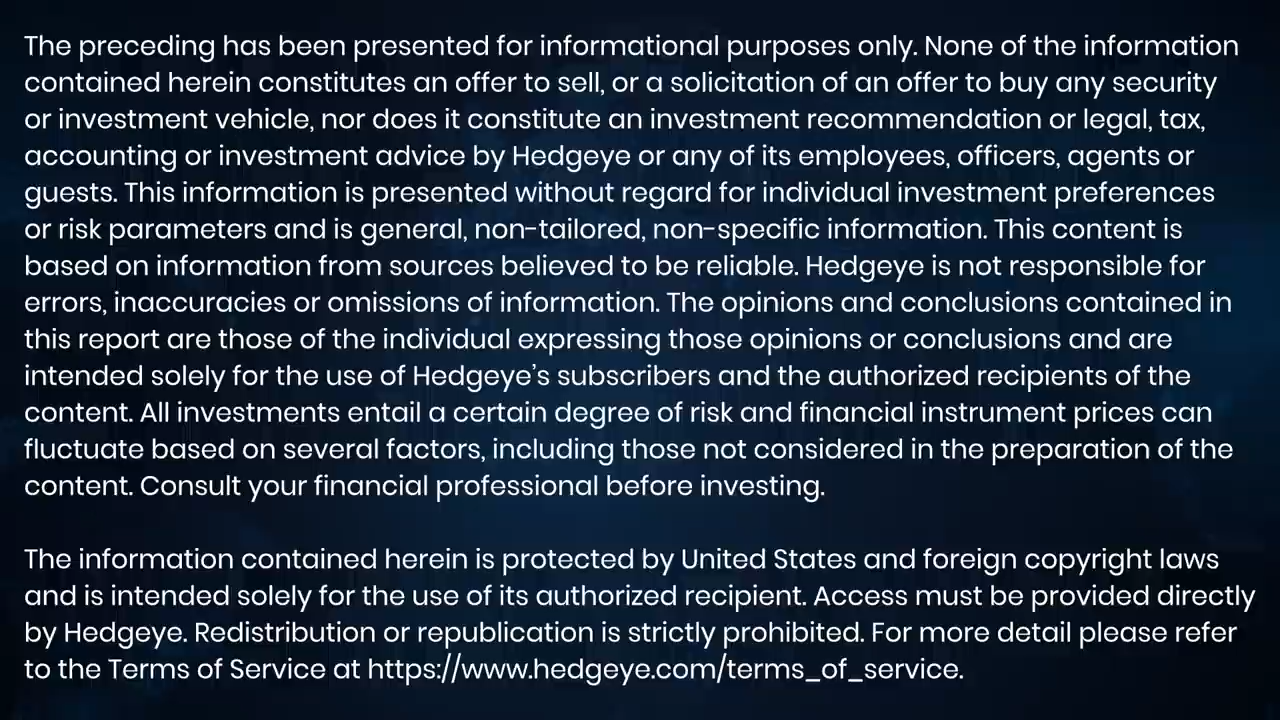 The preceding has been presented for informational purposes only. None of the information
contained herein constitutes an offer to sell, or a solicitation of an offer to buy any security
or investment vehicle, nor does it constitute an investment recommendation or legal, tax,
accounting or investment advice by Hedgeye or any of its employees, officers, agents or
guests. This information is presented without regard for individual investment preferences
or risk parameters and is general, non-tailored, non-specific information. This content is
based on information from sources believed to be reliable. Hedgeye is not responsible for
errors, inaccuracies or omissions of information. The opinions and conclusions contained in
this report are those of the individual expressing those opinions or conclusions and are
intended solely for the use of Hedgeye’s subscribers and the authorized recipients of the
content. All investments entail a certain degree of risk and financial instrument prices can
fluctuate based on several factors, including those not considered in the preparation of the
content. Consult your financial professional before investing.
The information contained herein is protected by United States and foreign copyright laws
and is intended solely for the use of its authorized recipient. Access must be provided directly
by Hedgeye. Redistribution or republication is strictly prohibited. For more detail please refer
to the Terms of Service at https://www.hedgeye.com/terms_of_service.